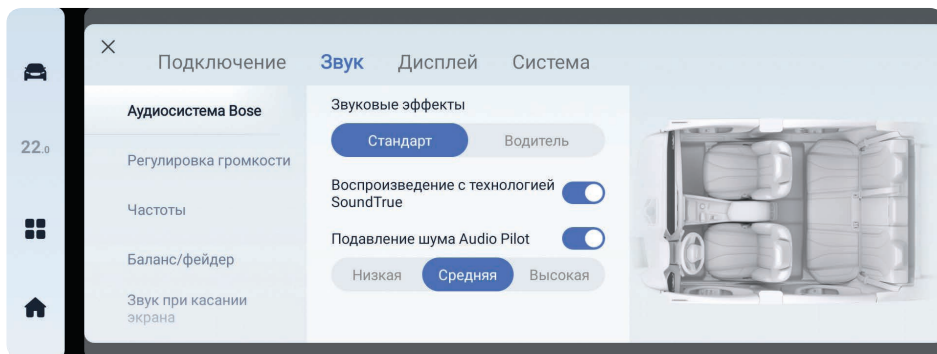 Подключение Звук Дисплей Система
22.0
Аудиосистема Bose
Регулировка громкости
Частоты
Баланс/фейдер
Звук при касании
экрана
Звуковые эффекты
Стандарт Водитель
Воспроизведение с технологией
SoundTrue
Подавление шума Audio Pilot
Низкая Средняя Высокая